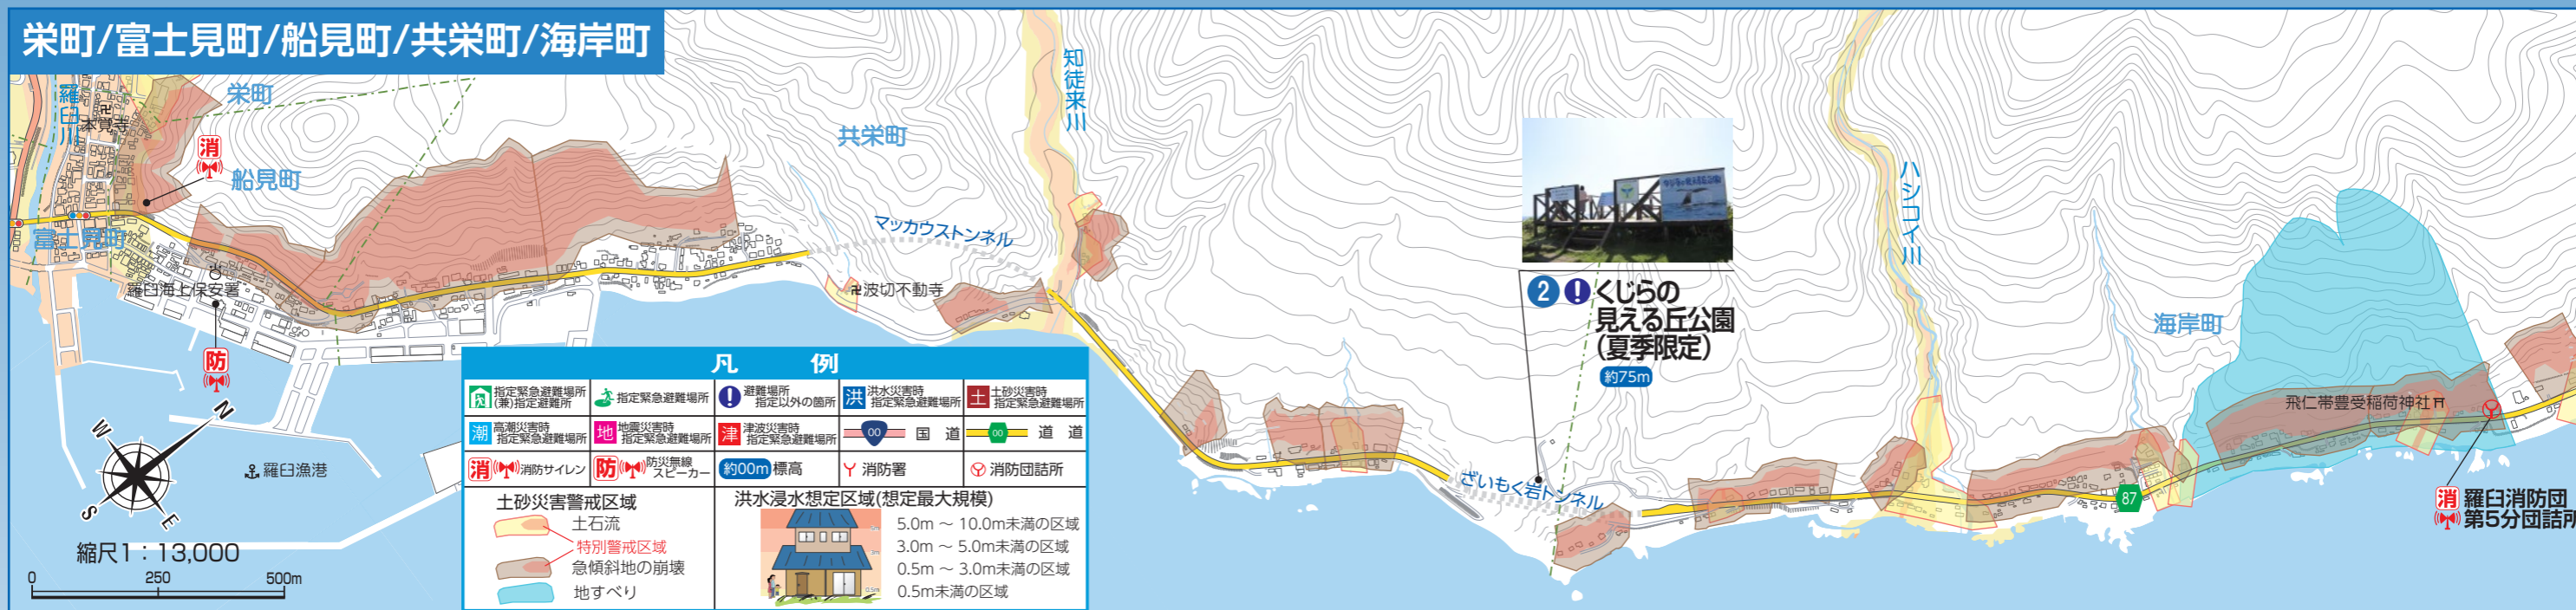 栄町/富士見町/船見町/共栄町/海岸町
羅臼川
卍
本覚寺
栄町
消
船見町
富士見町
羅臼海上保安署
防
共栄町
知徒来川
マッカウストンネル
卍波切不動寺
2 ! くじらの
見える丘公園
(夏季限定)
約75m
ざいもく岩トンネル
ハシコイ川
海岸町
飛仁帯豊受稲荷神社
87
消 羅臼消防団
第5分団詰所
羅臼漁港
N
W
S
E
縮尺1:13,000
0 250 500m
凡 例
指定緊急避難場所
(兼)指定避難所
指定緊急避難場所
! 避難場所
指定以外の箇所
洪 洪水災害時
指定緊急避難場所
土 土砂災害時
指定緊急避難場所
潮 高潮災害時
指定緊急避難場所
地 地震災害時
指定緊急避難場所
津 津波災害時
指定緊急避難場所
00 国 道
00 道 道
消 消防サイレン
防 防災無線
スピーカー
約00m 標高
消防署
消防団詰所
土砂災害警戒区域
土石流
特別警戒区域
急傾斜地の崩壊
地すべり
洪水浸水想定区域(想定最大規模)
5.0m ~ 10.0m未満の区域
3.0m ~ 5.0m未満の区域
0.5m ~ 3.0m未満の区域
0.5m未満の区域